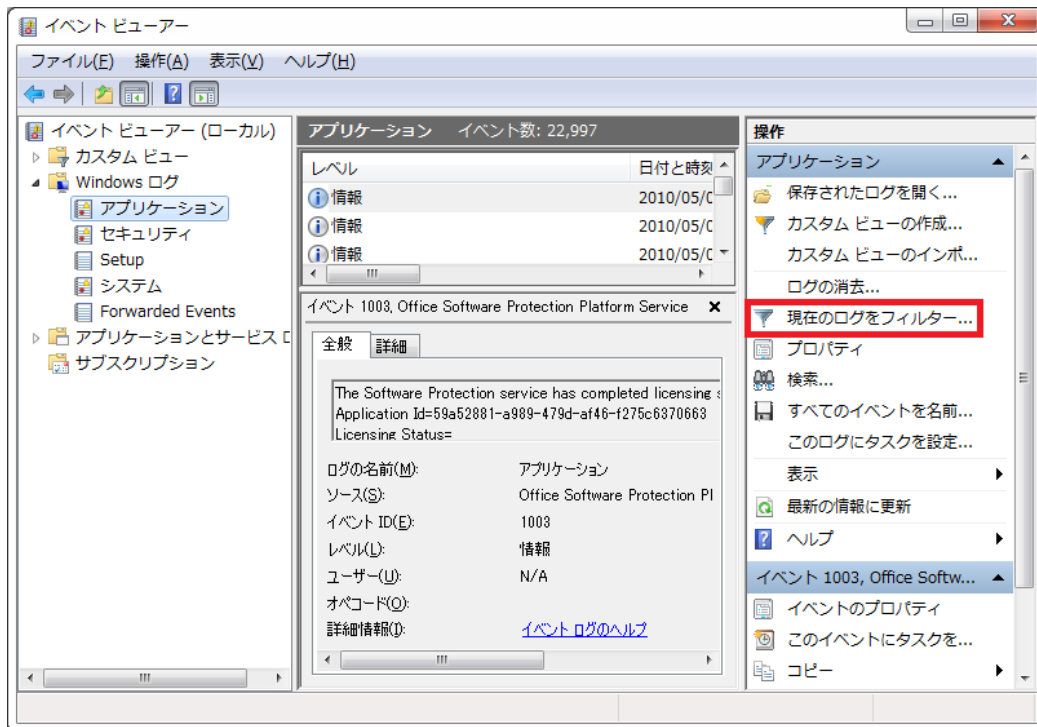 イベント ビューアー
ファイル(F) 操作(A) 表示(V) ヘルプ(H)
イベント ビューアー (ローカル)
カスタム ビュー
Windows ログ
アプリケーション
セキュリティ
Setup
システム
Forwarded Events
アプリケーションとサービス
サブスクリプション
アプリケーション イベント数: 22,997
レベル 日付と時刻
情報 2010/05/0
情報 2010/05/0
情報 2010/05/0
イベント 1003, Office Software Protection Platform Service
全般 詳細
The Software Protection service has completed licensing
Application Id=59a52881-a989-479d-af46-f275c6370663
Licensing Status=
ログの名前(M): アプリケーション
ソース(S): Office Software Protection Pl
イベント ID(E): 1003
レベル(L): 情報
ユーザー(U): N/A
オペコード(O):
詳細情報(I): イベント ログのヘルプ
操作
アプリケーション
保存されたログを開く...
カスタム ビューの作成...
カスタム ビューのインポ...
ログの消去...
現在のログをフィルター...
プロパティ
検索...
すべてのイベントを名前...
このログにタスクを設定...
表示
最新の情報に更新
ヘルプ
イベント 1003, Office Softw...
イベントのプロパティ
このイベントにタスクを...
コピー